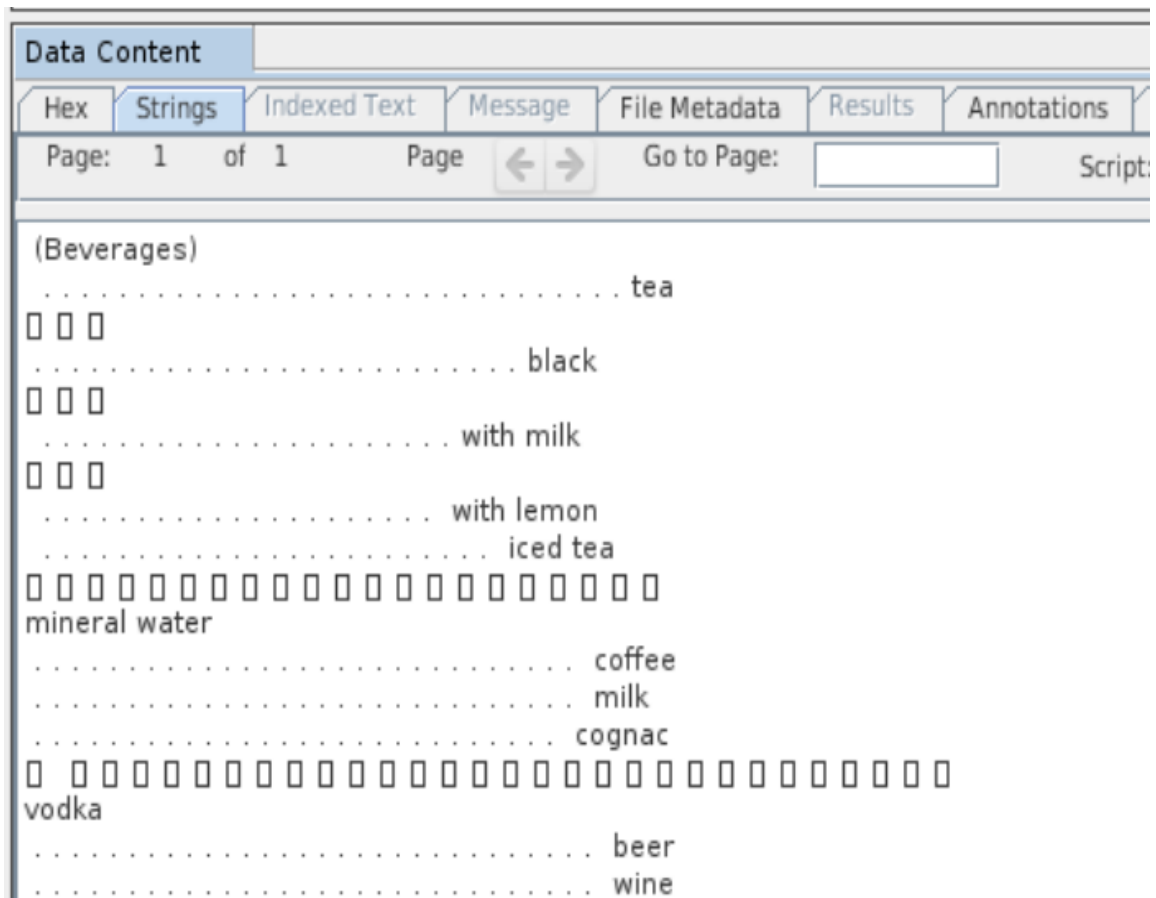 Data Content
Hex Strings Indexed Text Message File Metadata Results Annotations
Page: 1 of 1 Page Go to Page: Script:
(Beverages)
. . . . . . . . . . . . . . . . . . . . . . . . . . . . . . . tea
▯ ▯ ▯
. . . . . . . . . . . . . . . . . . . . . . . . . . black
▯ ▯ ▯
. . . . . . . . . . . . . . . . . . . . . . with milk
▯ ▯ ▯
. . . . . . . . . . . . . . . . . . . . . with lemon
. . . . . . . . . . . . . . . . . . . . . . . . iced tea
▯ ▯ ▯ ▯ ▯ ▯ ▯ ▯ ▯ ▯ ▯ ▯ ▯ ▯ ▯ ▯ ▯ ▯ ▯ ▯ ▯
mineral water
. . . . . . . . . . . . . . . . . . . . . . . . . . . . . coffee
. . . . . . . . . . . . . . . . . . . . . . . . . . . . . milk
. . . . . . . . . . . . . . . . . . . . . . . . . . . . cognac
▯ ▯ ▯ ▯ ▯ ▯ ▯ ▯ ▯ ▯ ▯ ▯ ▯ ▯ ▯ ▯ ▯ ▯ ▯ ▯ ▯ ▯ ▯ ▯ ▯ ▯ ▯ ▯ ▯ ▯
vodka
. . . . . . . . . . . . . . . . . . . . . . . . . . . . . . beer
. . . . . . . . . . . . . . . . . . . . . . . . . . . . . . wine